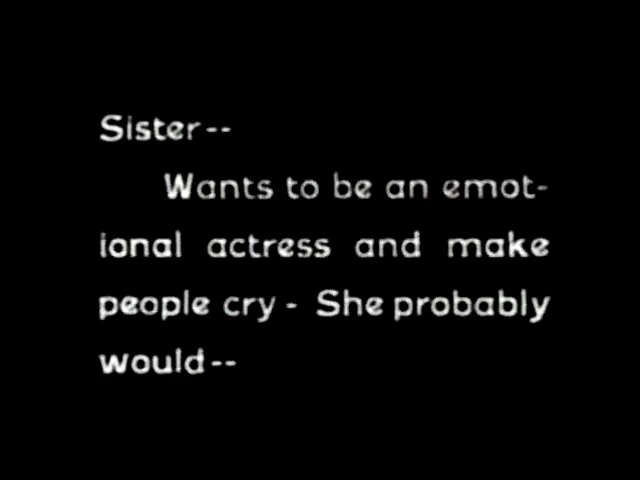 Sister--
Wants to be an emot-
ional actress and make
people cry - She probably
would--